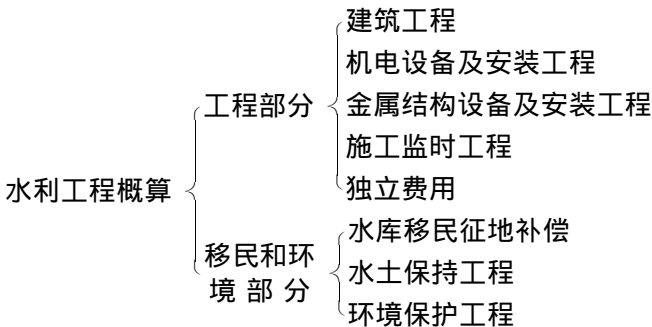 建筑工程
机电设备及安装工程
工程部分
金属结构设备及安装工程
施工监时工程
水利工程概算
独立费用
水库移民征地补偿
移民和环
境部分
水土保持工程
环境保护工程